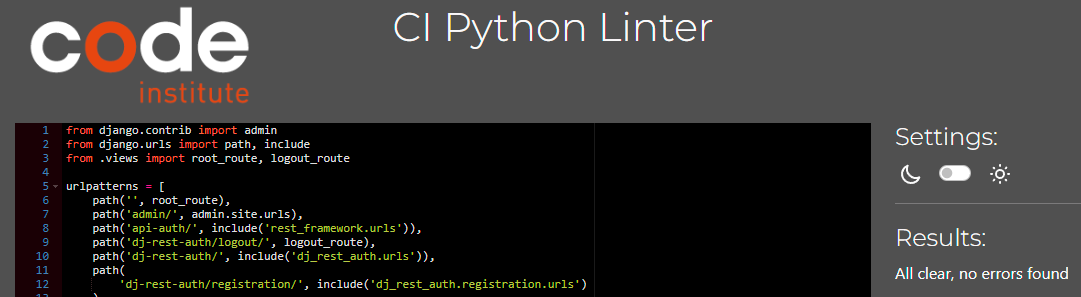 code
institute
CI Python Linter
1 from django.contrib import admin
2 from django.urls import path, include
3 from .views import root_route, logout_route
4
5 urlpatterns = [
6     path('', root_route),
7     path('admin/', admin.site.urls),
8     path('api-auth/', include('rest_framework.urls')),
9     path('dj-rest-auth/logout/', logout_route),
10     path('dj-rest-auth/', include('dj_rest_auth.urls')),
11     path(
12         'dj-rest-auth/registration/', include('dj_rest_auth.registration.urls')
Settings:
Results:
All clear, no errors found